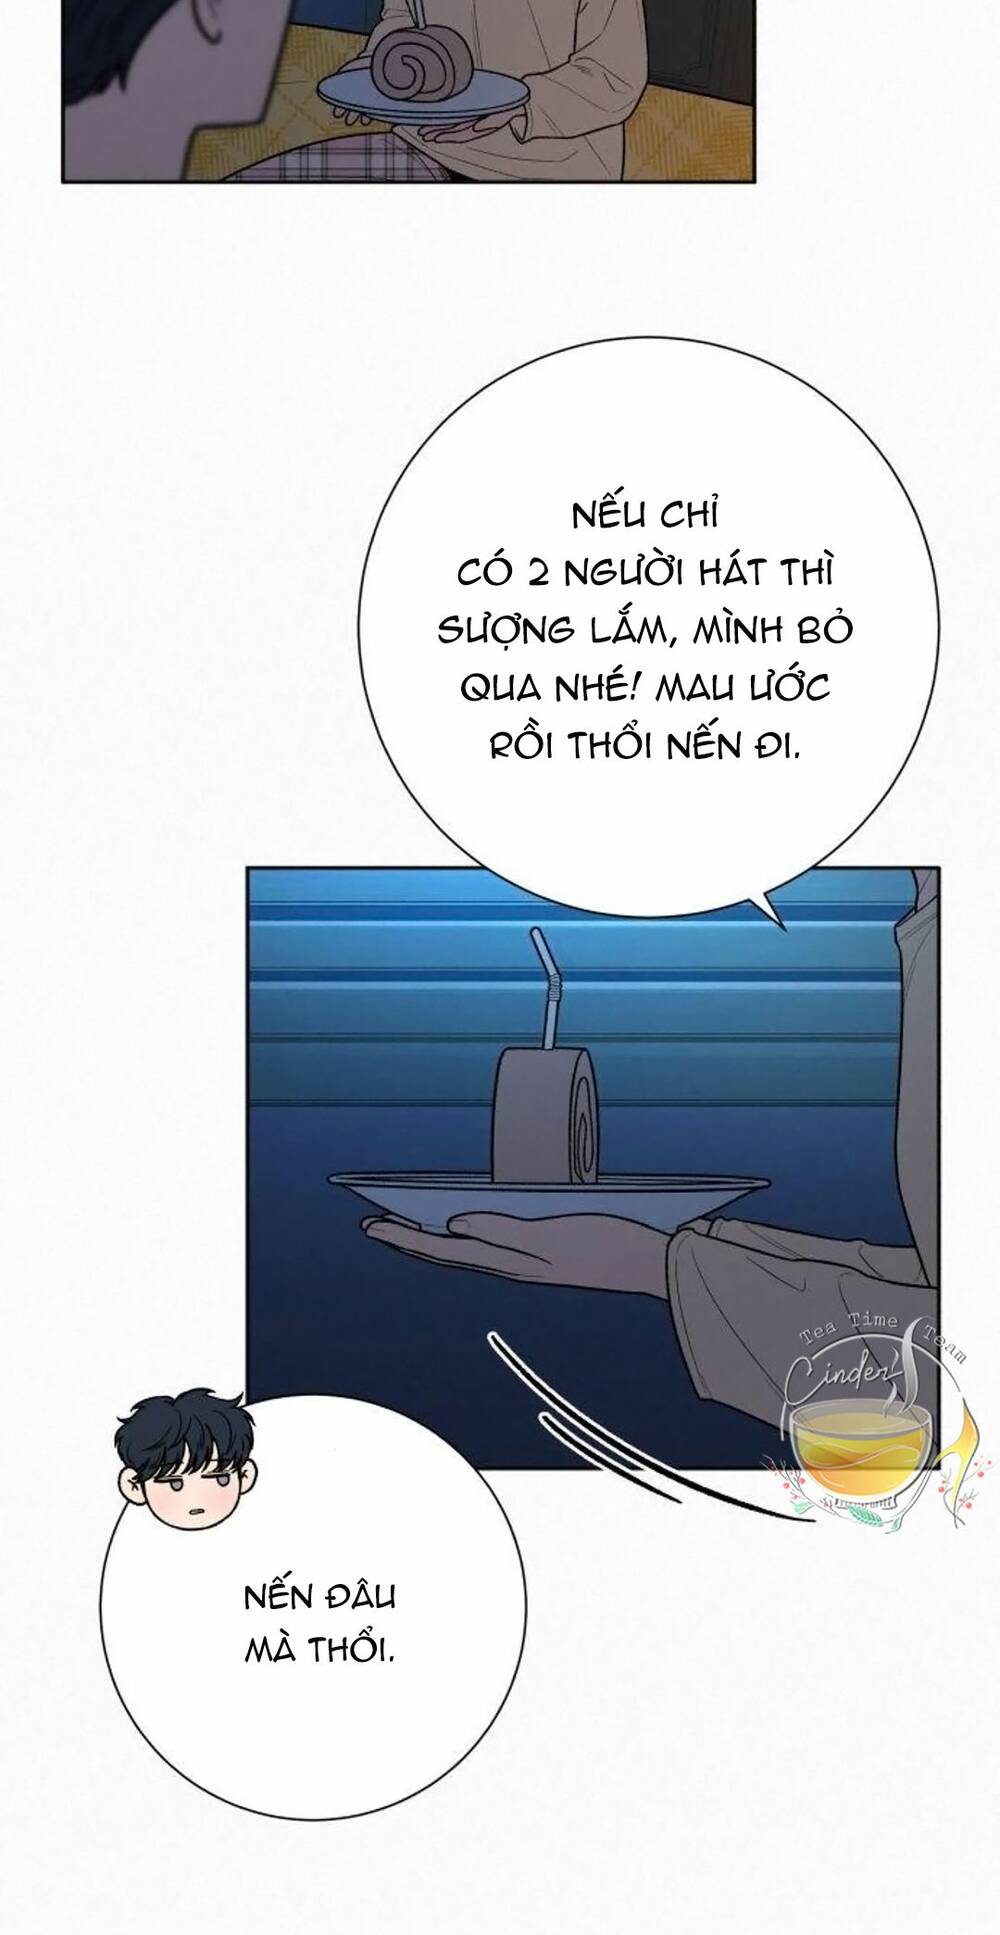 NẾU CHỈ
CÓ 2 NGƯỜI HÁT THÌ
SƯỢNG LẮM, MÌNH BỎ
QUA NHÉ! MAU ƯỚC
RỒI THỔI NẾN ĐI.
Tea Time Team
Cinder
NẾN ĐÂU
MÀ THỔI.